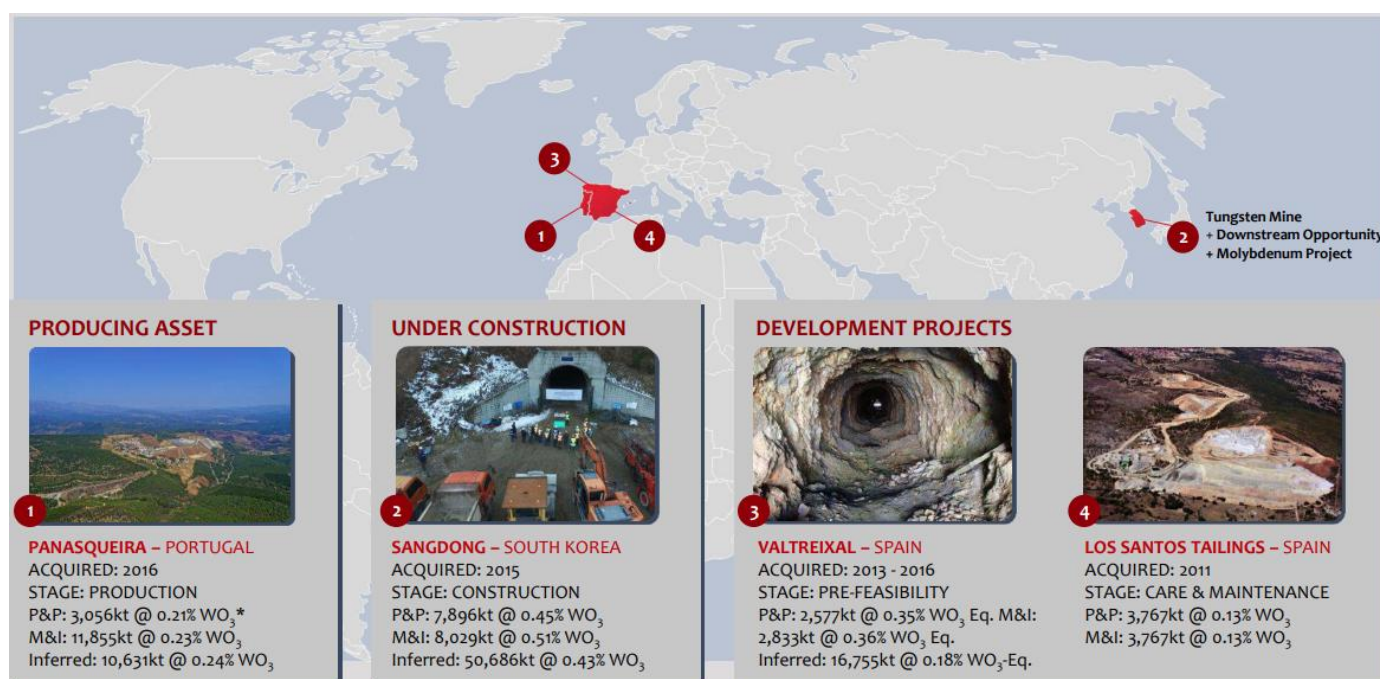 3
1
4
2
Tungsten Mine
+ Downstream Opportunity
+ Molybdenum Project
PRODUCING ASSET
1
PANASQUEIRA – PORTUGAL
ACQUIRED: 2016
STAGE: PRODUCTION
P&P: 3,056kt @ 0.21% WO₃*
M&I: 11,855kt @ 0.23% WO₃
Inferred: 10,631kt @ 0.24% WO₃
UNDER CONSTRUCTION
2
SANGDONG – SOUTH KOREA
ACQUIRED: 2015
STAGE: CONSTRUCTION
P&P: 7,896kt @ 0.45% WO₃
M&I: 8,029kt @ 0.51% WO₃
Inferred: 50,686kt @ 0.43% WO₃
DEVELOPMENT PROJECTS
3
VALTREIXAL – SPAIN
ACQUIRED: 2013 - 2016
STAGE: PRE-FEASIBILITY
P&P: 2,577kt @ 0.35% WO₃ Eq. M&I:
2,833kt @ 0.36% WO₃ Eq.
Inferred: 16,755kt @ 0.18% WO₃-Eq.
4
LOS SANTOS TAILINGS – SPAIN
ACQUIRED: 2011
STAGE: CARE & MAINTENANCE
P&P: 3,767kt @ 0.13% WO₃
M&I: 3,767kt @ 0.13% WO₃